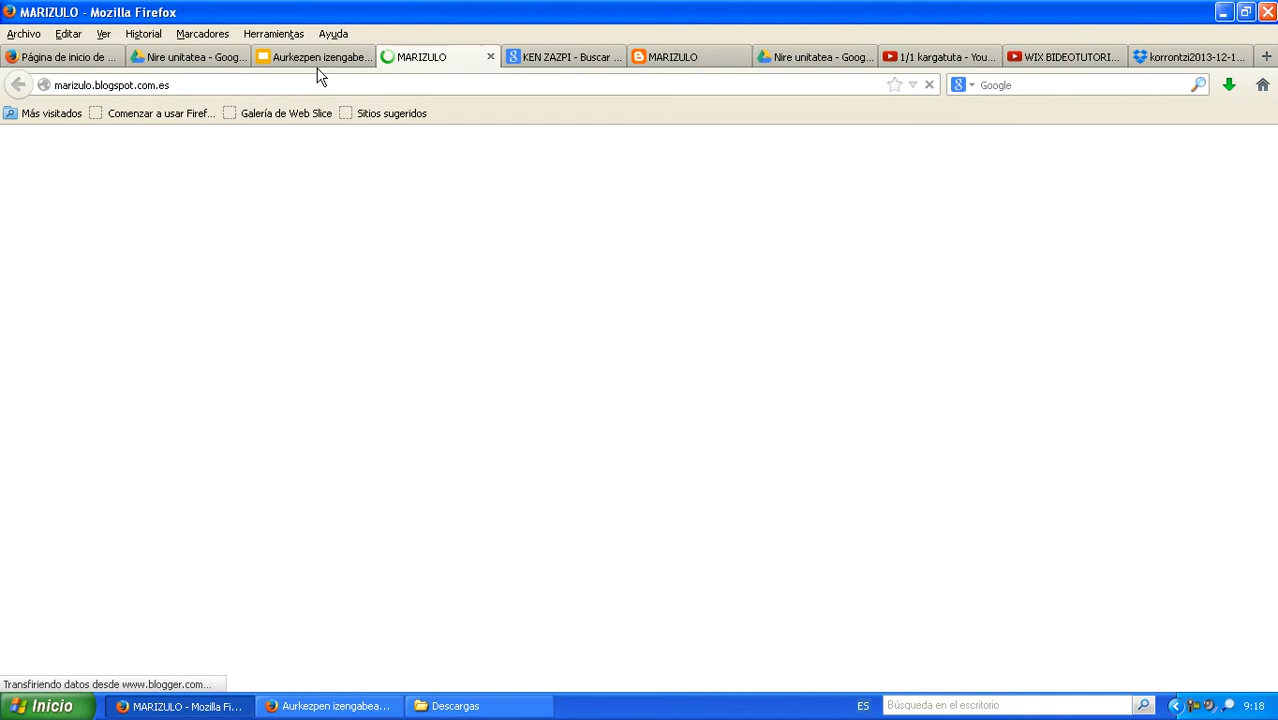 MARIZULO - Mozilla Firefox
Archivo Editar Ver Historial Marcadores Herramientas Ayuda
Página de inicio de ... Nire unitatea - Goog... Aurkezpen izengabe... MARIZULO KEN ZAZPI - Buscar ... MARIZULO Nire unitatea - Goog... 1/1 kargatuta - You... WIX BIDEOTUTORI... korrontzi2013-12-1...
marizulo.blogspot.com.es Google
Más visitados Comenzar a usar Firef... Galería de Web Slice Sitios sugeridos
Transfiriendo datos desde www.blogger.com...
Inicio MARIZULO - Mozilla Fi... Aurkezpen izengabea... Descargas ES Búsqueda en el escritorio 9:18